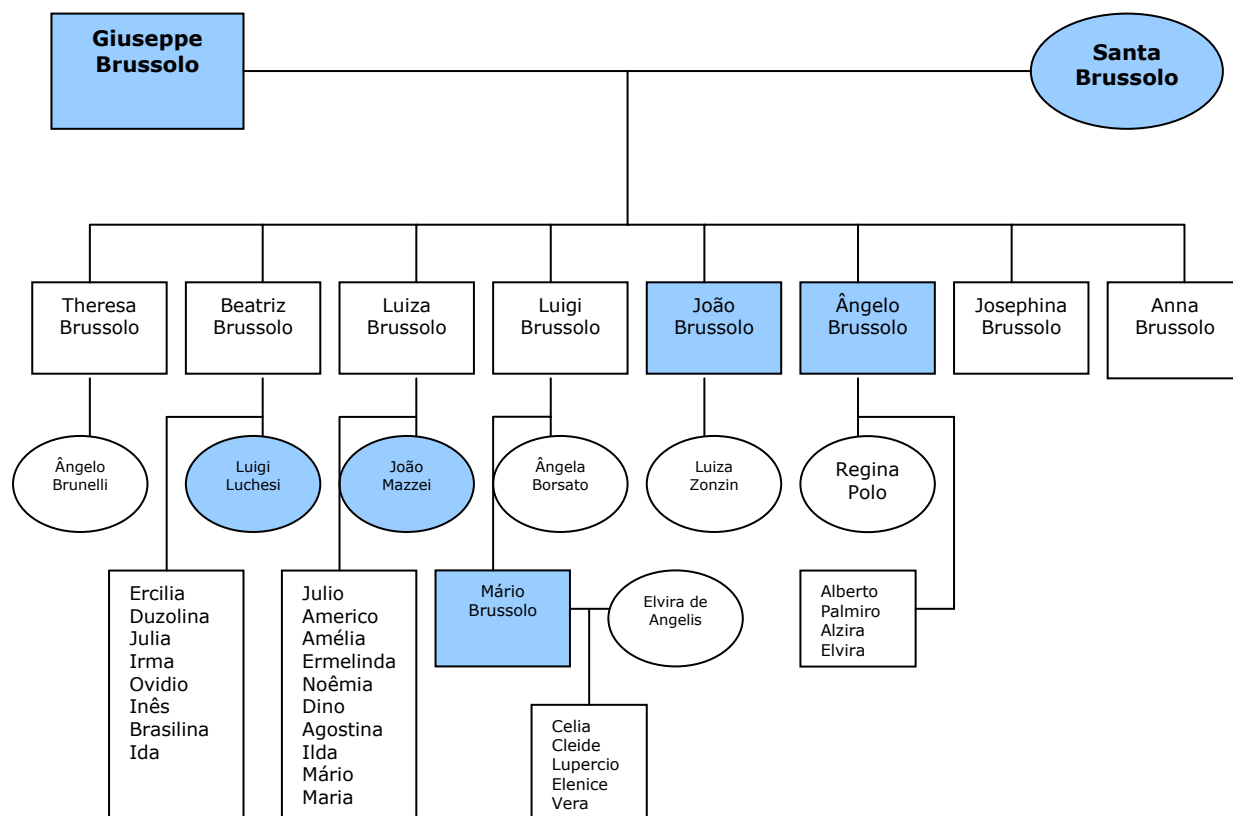 Giuseppe
Brussolo
Santa
Brussolo
Theresa
Brussolo
Beatriz
Brussolo
Luiza
Brussolo
Luigi
Brussolo
João
Brussolo
Ângelo
Brussolo
Josephina
Brussolo
Anna
Brussolo
Ângelo
Brunelli
Luigi
Luchesi
João
Mazzei
Ângela
Borsato
Luiza
Zonzin
Regina
Polo
Ercilia
Duzolina
Julia
Irma
Ovidio
Inês
Brasilina
Ida
Julio
Americo
Amélia
Ermelinda
Noêmia
Dino
Agostina
Ilda
Mário
Maria
Mário
Brussolo
Elvira de
Angelis
Alberto
Palmiro
Alzira
Elvira
Celia
Cleide
Lupercio
Elenice
Vera